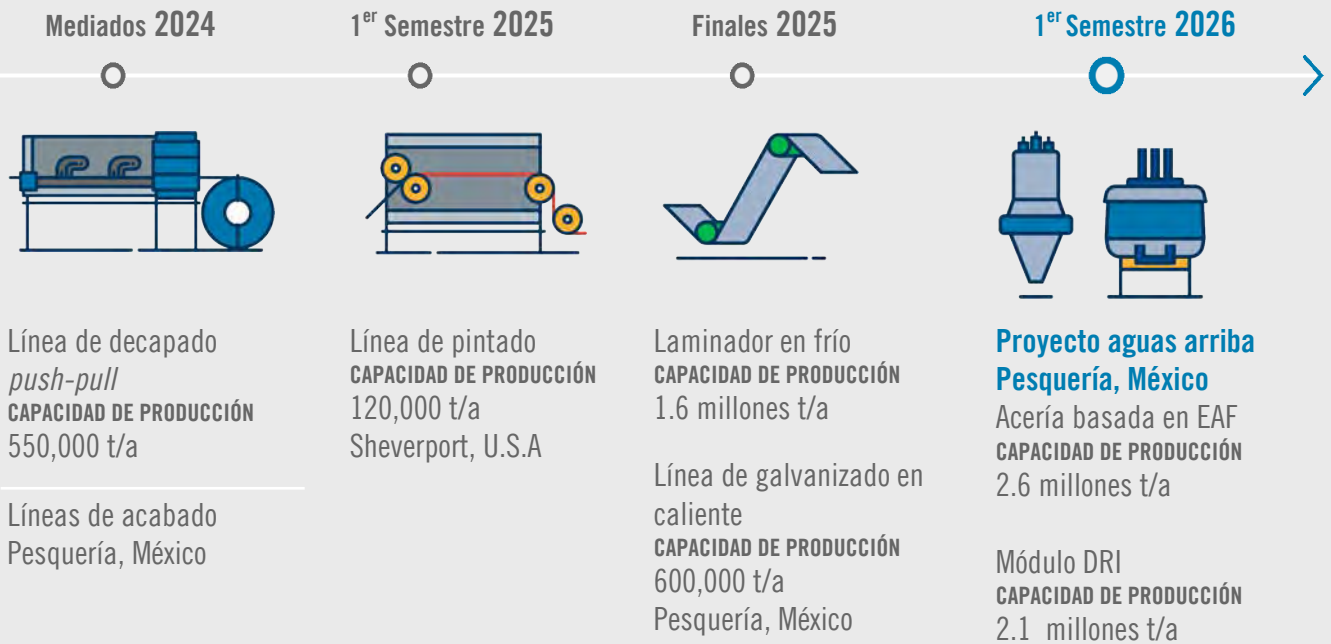 Mediados 2024
Línea de decapado
push-pull
CAPACIDAD DE PRODUCCIÓN
550,000 t/a
Líneas de acabado
Pesquería, México
1er Semestre 2025
Línea de pintado
CAPACIDAD DE PRODUCCIÓN
120,000 t/a
Sheverport, U.S.A
Finales 2025
Laminador en frío
CAPACIDAD DE PRODUCCIÓN
1.6 millones t/a
Línea de galvanizado en
caliente
CAPACIDAD DE PRODUCCIÓN
600,000 t/a
Pesquería, México
1er Semestre 2026
Proyecto aguas arriba
Pesquería, México
Acería basada en EAF
CAPACIDAD DE PRODUCCIÓN
2.6 millones t/a
Módulo DRI
CAPACIDAD DE PRODUCCIÓN
2.1 millones t/a